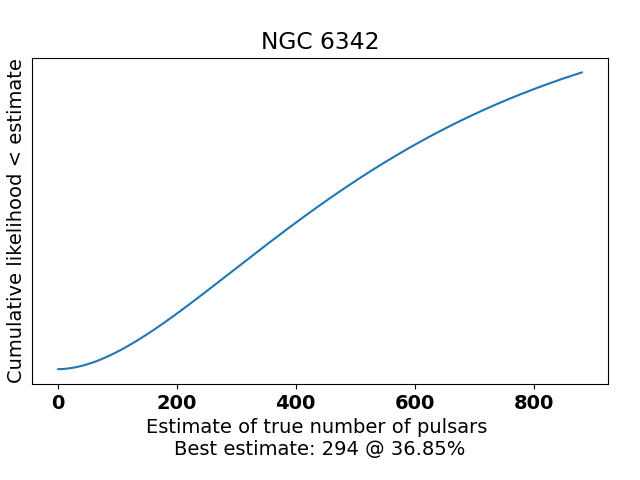 NGC 6342
Cumulative likelihood < estimate
0 200 400 600 800
Estimate of true number of pulsars
Best estimate: 294 @ 36.85%